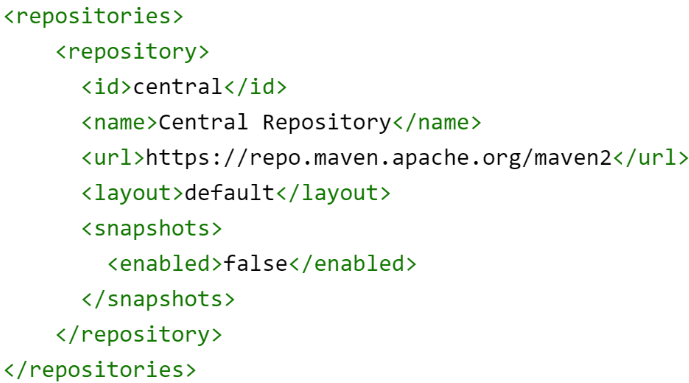 <repositories>
    <repository>
      <id>central</id>
      <name>Central Repository</name>
      <url>https://repo.maven.apache.org/maven2</url>
      <layout>default</layout>
      <snapshots>
        <enabled>false</enabled>
      </snapshots>
    </repository>
</repositories>